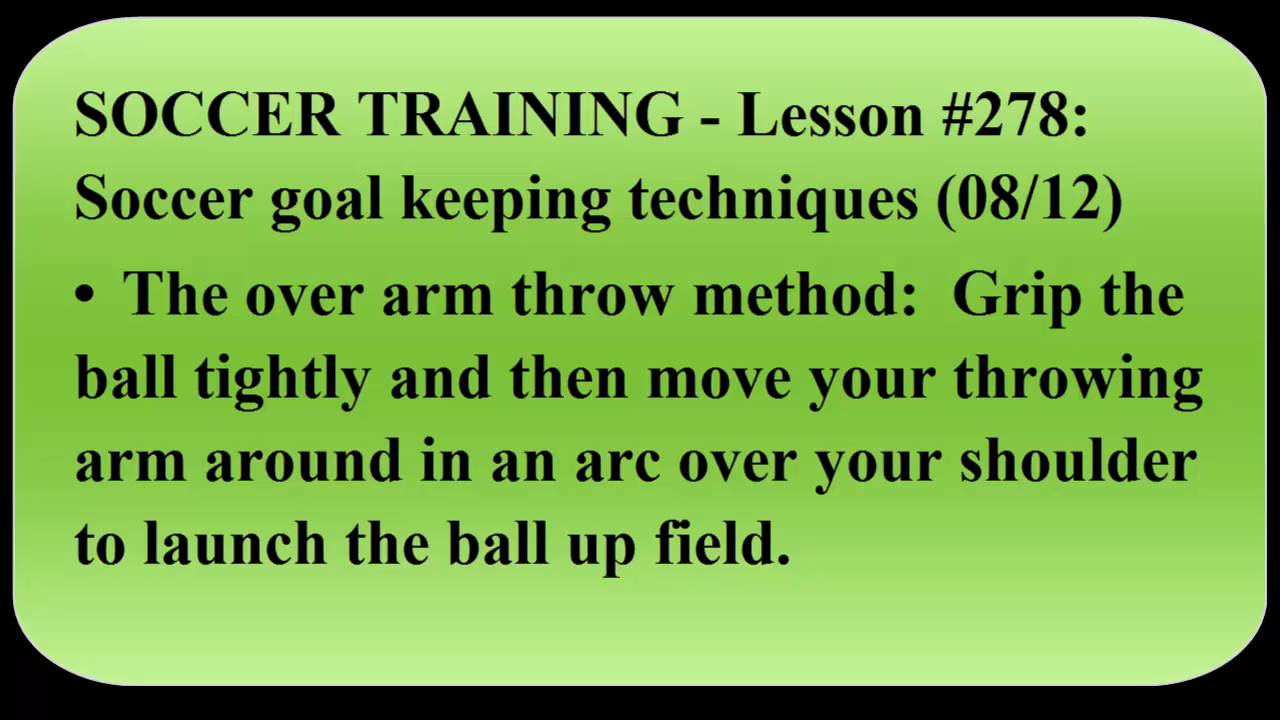 SOCCER TRAINING - Lesson #278:
Soccer goal keeping techniques (08/12)
• The over arm throw method:  Grip the
ball tightly and then move your throwing
arm around in an arc over your shoulder
to launch the ball up field.